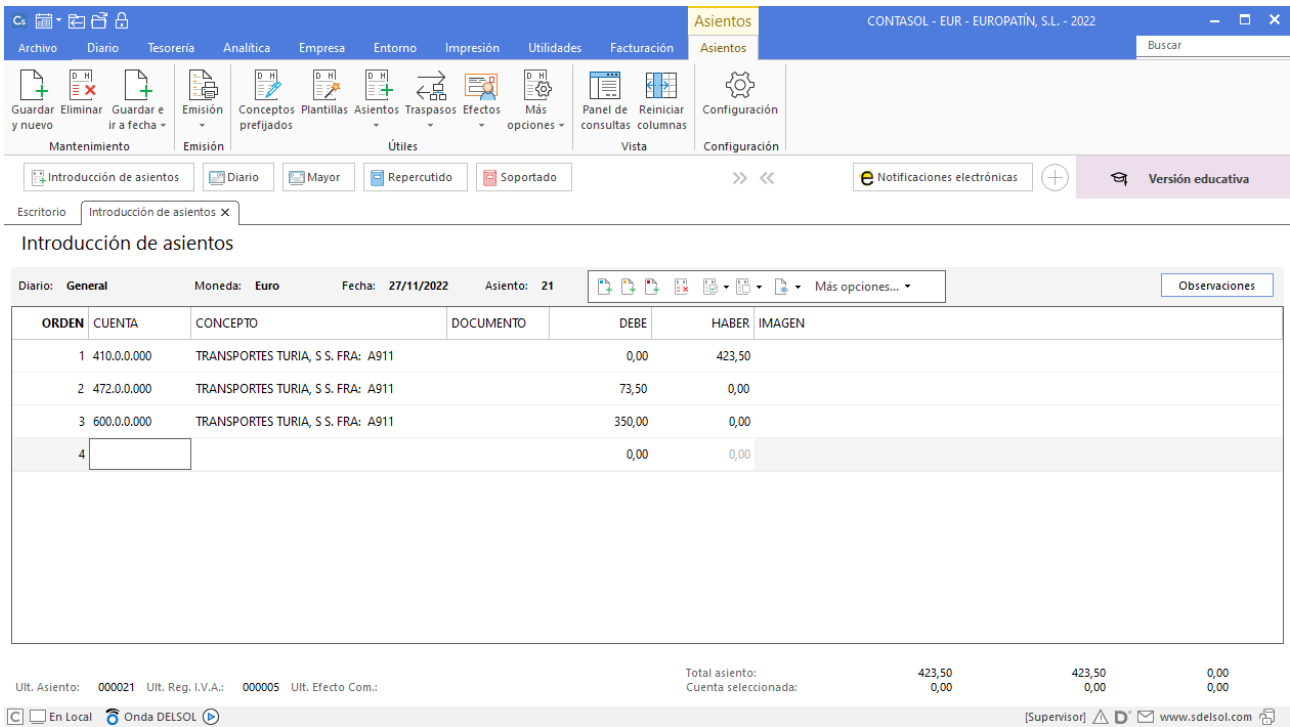 Cs Asientos CONTASOL - EUR - EUROPATÍN, S.L. - 2022
Archivo Diario Tesorería Analítica Empresa Entorno Impresión Utilidades Facturación Asientos Buscar
Guardar y nuevo Eliminar Guardar e ir a fecha Emisión Conceptos prefijados Plantillas Asientos Traspasos Efectos Más opciones Panel de consultas Reiniciar columnas Configuración
Mantenimiento Emisión Útiles Vista Configuración
Introducción de asientos Diario Mayor Repercutido Soportado Notificaciones electrónicas Versión educativa
Escritorio Introducción de asientos X
Introducción de asientos
Diario: General Moneda: Euro Fecha: 27/11/2022 Asiento: 21 Más opciones... Observaciones
ORDEN CUENTA CONCEPTO DOCUMENTO DEBE HABER IMAGEN
1 410.0.0.000 TRANSPORTES TURIA, S S. FRA: A911 0,00 423,50
2 472.0.0.000 TRANSPORTES TURIA, S S. FRA: A911 73,50 0,00
3 600.0.0.000 TRANSPORTES TURIA, S S. FRA: A911 350,00 0,00
4 0,00 0,00
Total asiento: 423,50 423,50 0,00
Ult. Asiento: 000021 Ult. Reg. I.V.A.: 000005 Ult. Efecto Com.: Cuenta seleccionada: 0,00 0,00 0,00
C En Local Onda DELSOL [Supervisor] D www.sdelsol.com